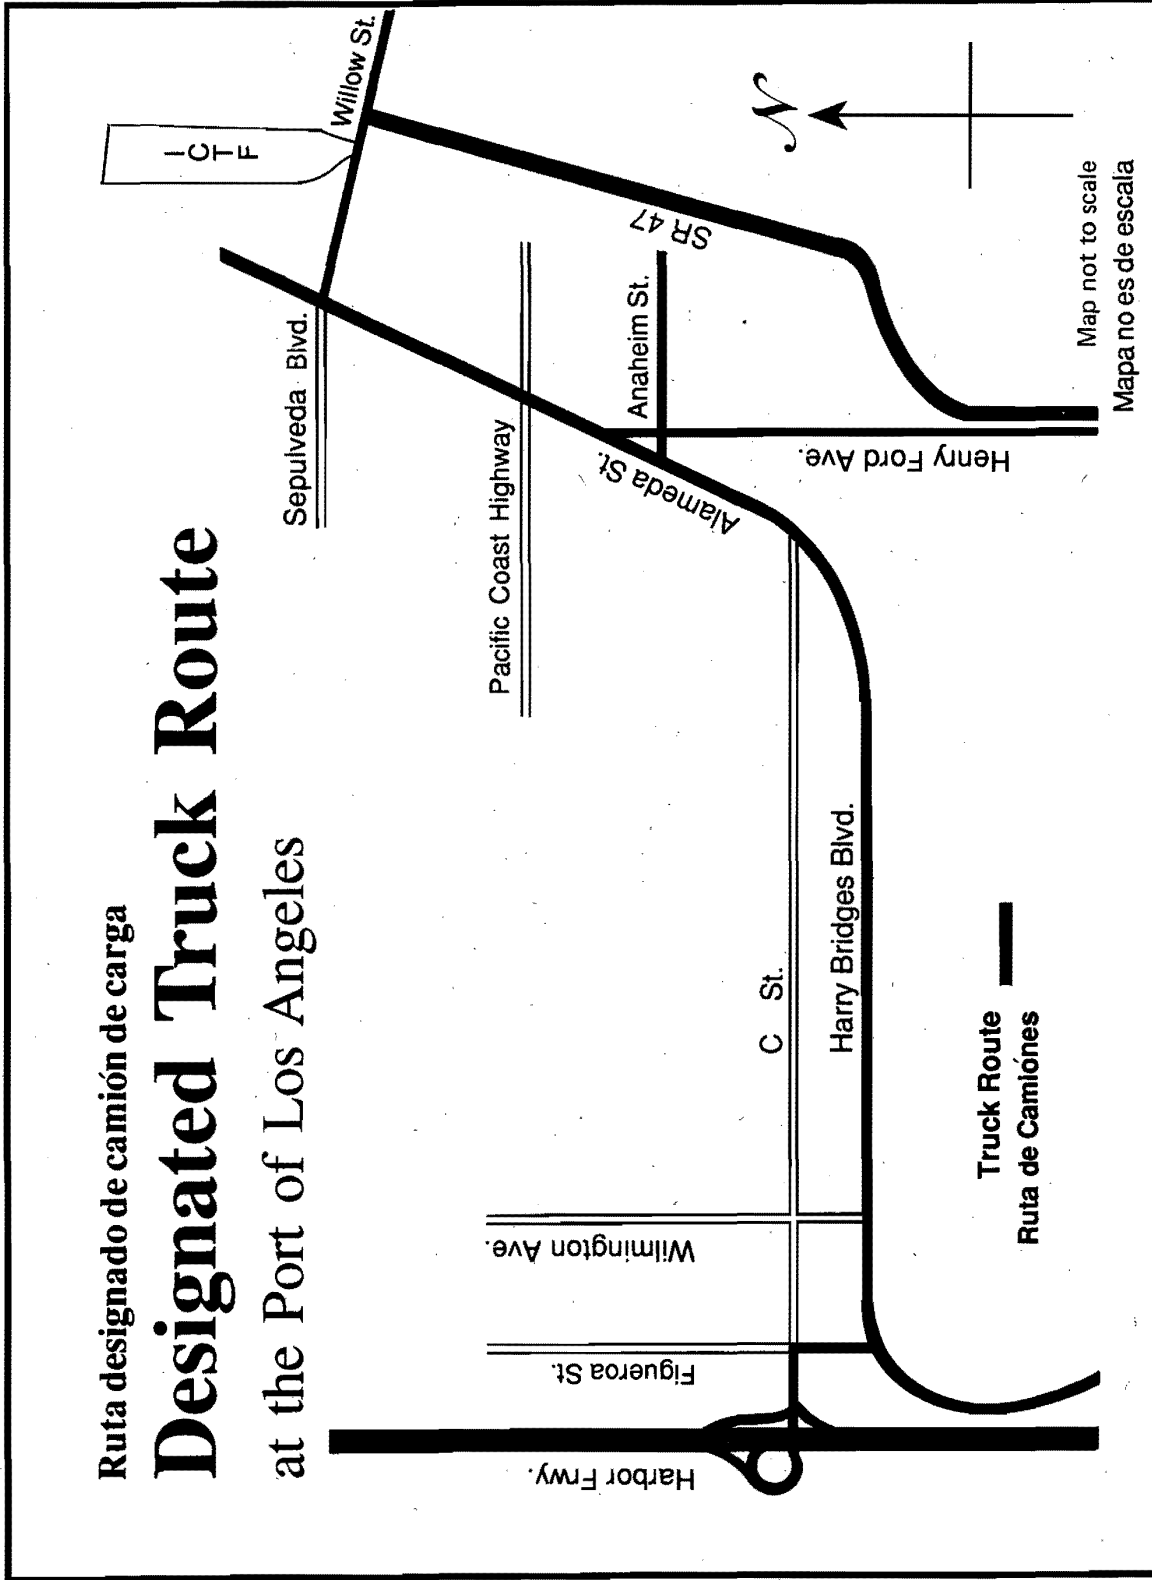 Ruta designado de camión de carga
Designated Truck Route
at the Port of Los Angeles
I
C
T
F
Willow St.
Sepulveda Blvd.
Pacific Coast Highway
Anaheim St.
SR 47
Alameda St.
Henry Ford Ave.
N
C St.
Harry Bridges Blvd.
Wilmington Ave.
Figueroa St.
Harbor Frwy.
Truck Route
Ruta de Camiónes
Map not to scale
Mapa no es de escala